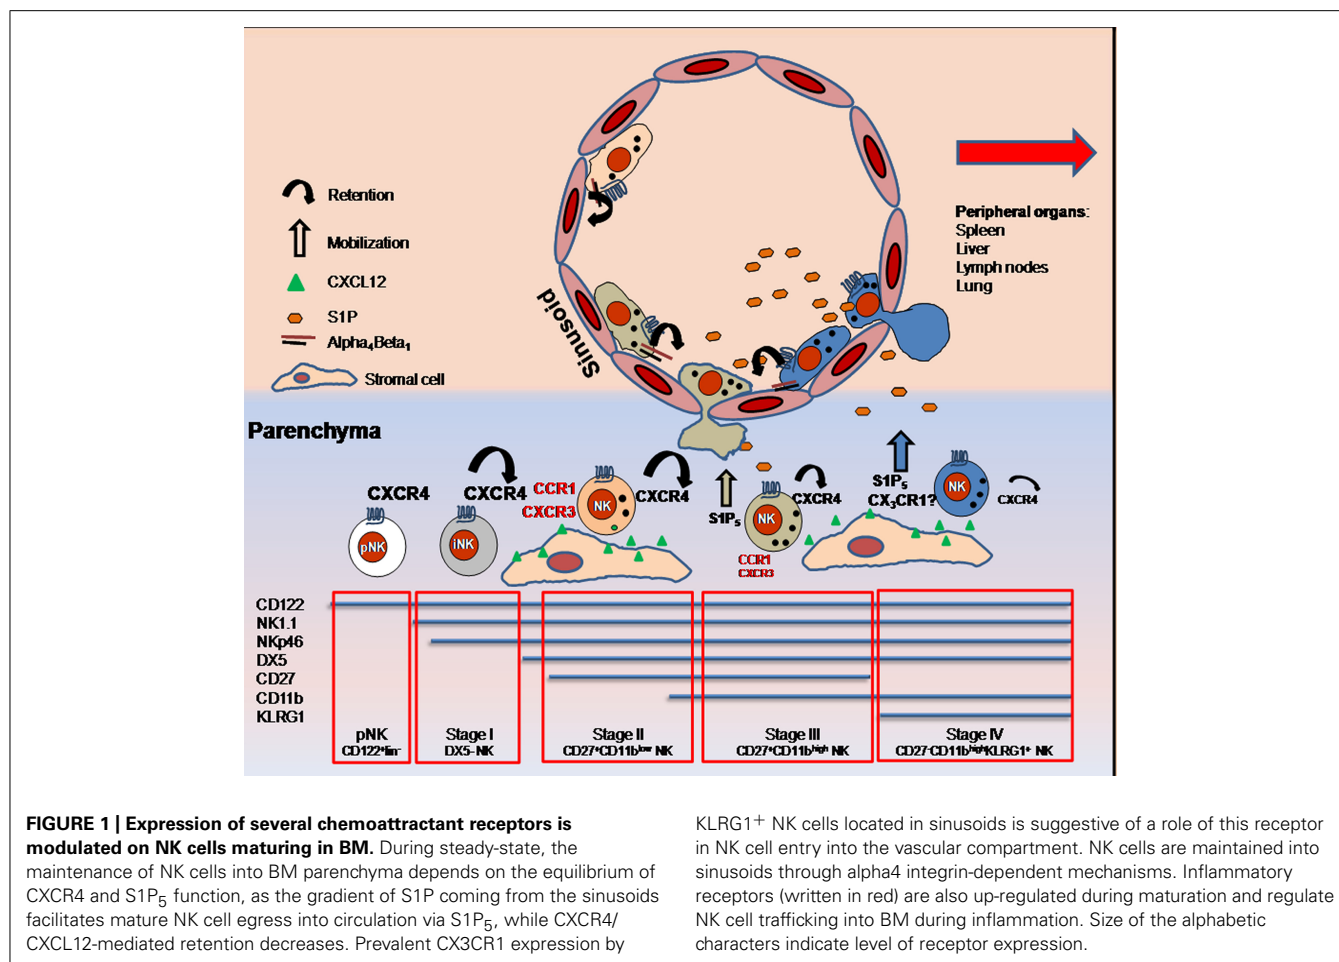 Retention
Mobilization
CXCL12
S1P
Alpha₄Beta₁
Stromal cell
Sinusoid
Peripheral organs:
Spleen
Liver
Lymph nodes
Lung
Parenchyma
CXCR4
pNK
CXCR4
iNK
CCR1
CXCR3
NK
CXCR4
S1P₅
NK
CXCR4
CCR1
CXCR3
S1P₅
CX₃CR1?
NK
CXCR4
CD122
NK1.1
NKp46
DX5
CD27
CD11b
KLRG1
pNK
CD122⁺lin⁻
Stage I
DX5⁻ NK
Stage II
CD27⁺CD11bˡᵒʷ NK
Stage III
CD27⁺CD11bʰⁱᵍʰ NK
Stage IV
CD27⁻CD11bʰⁱᵍʰKLRG1⁺ NK
FIGURE 1 | Expression of several chemoattractant receptors is
modulated on NK cells maturing in BM. During steady-state, the
maintenance of NK cells into BM parenchyma depends on the equilibrium of
CXCR4 and S1P₅ function, as the gradient of S1P coming from the sinusoids
facilitates mature NK cell egress into circulation via S1P₅, while CXCR4/
CXCL12-mediated retention decreases. Prevalent CX3CR1 expression by
KLRG1⁺ NK cells located in sinusoids is suggestive of a role of this receptor
in NK cell entry into the vascular compartment. NK cells are maintained into
sinusoids through alpha4 integrin-dependent mechanisms. Inflammatory
receptors (written in red) are also up-regulated during maturation and regulate
NK cell trafficking into BM during inflammation. Size of the alphabetic
characters indicate level of receptor expression.